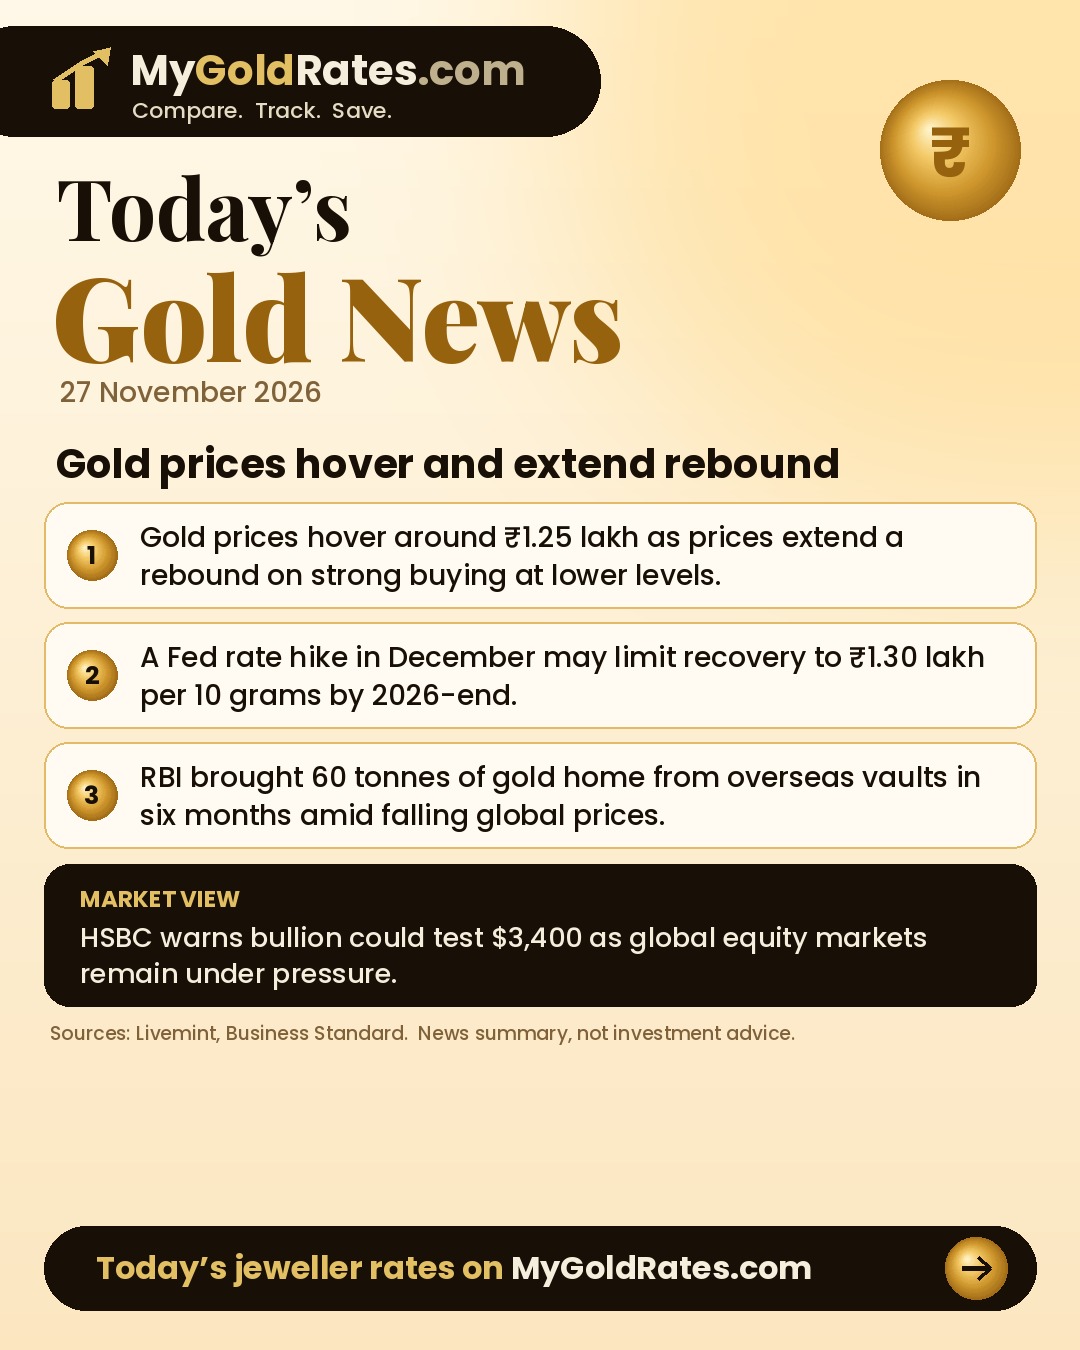 MyGoldRates.com
Compare. Track. Save.
₹
Today’s
Gold News
27 November 2026
Gold prices hover and extend rebound
1
Gold prices hover around ₹1.25 lakh as prices extend a
rebound on strong buying at lower levels.
2
A Fed rate hike in December may limit recovery to ₹1.30 lakh
per 10 grams by 2026-end.
3
RBI brought 60 tonnes of gold home from overseas vaults in
six months amid falling global prices.
MARKET VIEW
HSBC warns bullion could test $3,400 as global equity markets
remain under pressure.
Sources: Livemint, Business Standard. News summary, not investment advice.
Today’s jeweller rates on MyGoldRates.com